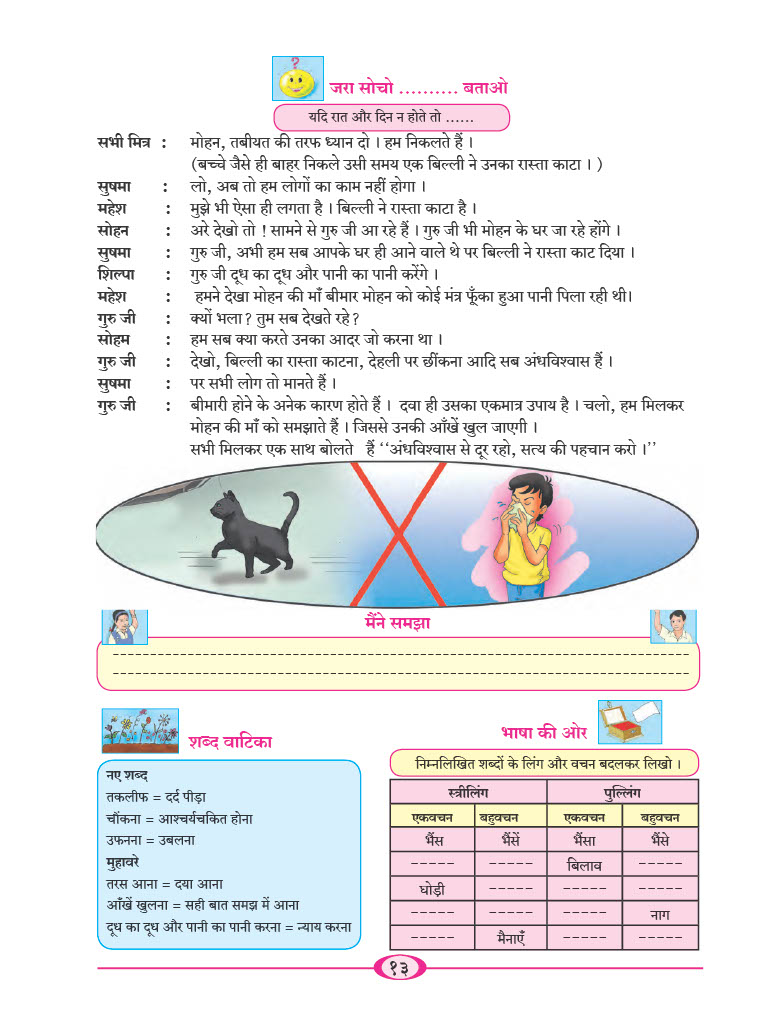 ?
जरा सोचो .......... बताओ
यदि रात और दिन न होते तो ......
सभी मित्र : मोहन, तबीयत की तरफ ध्यान दो । हम निकलते हैं ।
(बच्चे जैसे ही बाहर निकले उसी समय एक बिल्ली ने उनका रास्ता काटा । )
सुषमा : लो, अब तो हम लोगों का काम नहीं होगा ।
महेश : मुझे भी ऐसा ही लगता है । बिल्ली ने रास्ता काटा है ।
सोहन : अरे देखो तो ! सामने से गुरु जी आ रहे हैं । गुरु जी भी मोहन के घर जा रहे होंगे ।
सुषमा : गुरु जी, अभी हम सब आपके घर ही आने वाले थे पर बिल्ली ने रास्ता काट दिया ।
शिल्पा : गुरु जी दूध का दूध और पानी का पानी करेंगे ।
महेश : हमने देखा मोहन की माँ बीमार मोहन को कोई मंत्र फूँका हुआ पानी पिला रही थी।
गुरु जी : क्यों भला? तुम सब देखते रहे?
सोहम : हम सब क्या करते उनका आदर जो करना था ।
गुरु जी : देखो, बिल्ली का रास्ता काटना, देहली पर छींकना आदि सब अंधविश्वास हैं ।
सुषमा : पर सभी लोग तो मानते हैं ।
गुरु जी : बीमारी होने के अनेक कारण होते हैं । दवा ही उसका एकमात्र उपाय है । चलो, हम मिलकर
मोहन की माँ को समझाते हैं । जिससे उनकी आँखें खुल जाएगी ।
सभी मिलकर एक साथ बोलते हैं ‘‘अंधविश्वास से दूर रहो, सत्य की पहचान करो ।’’
मैंने समझा
शब्द वाटिका
नए शब्द
तकलीफ = दर्द पीड़ा
चौंकना = आश्चर्यचकित होना
उफनना = उबलना
मुहावरे
तरस आना = दया आना
आँखें खुलना = सही बात समझ में आना
दूध का दूध और पानी का पानी करना = न्याय करना
भाषा की ओर
निम्नलिखित शब्दों के लिंग और वचन बदलकर लिखो ।
स्त्रीलिंग पुल्लिंग
एकवचन बहुवचन एकवचन बहुवचन
भैंस भैंसें भैंसा भैंसे
----- ----- बिलाव -----
घोड़ी ----- ----- -----
----- ----- ----- नाग
----- मैनाएँ ----- -----
१३